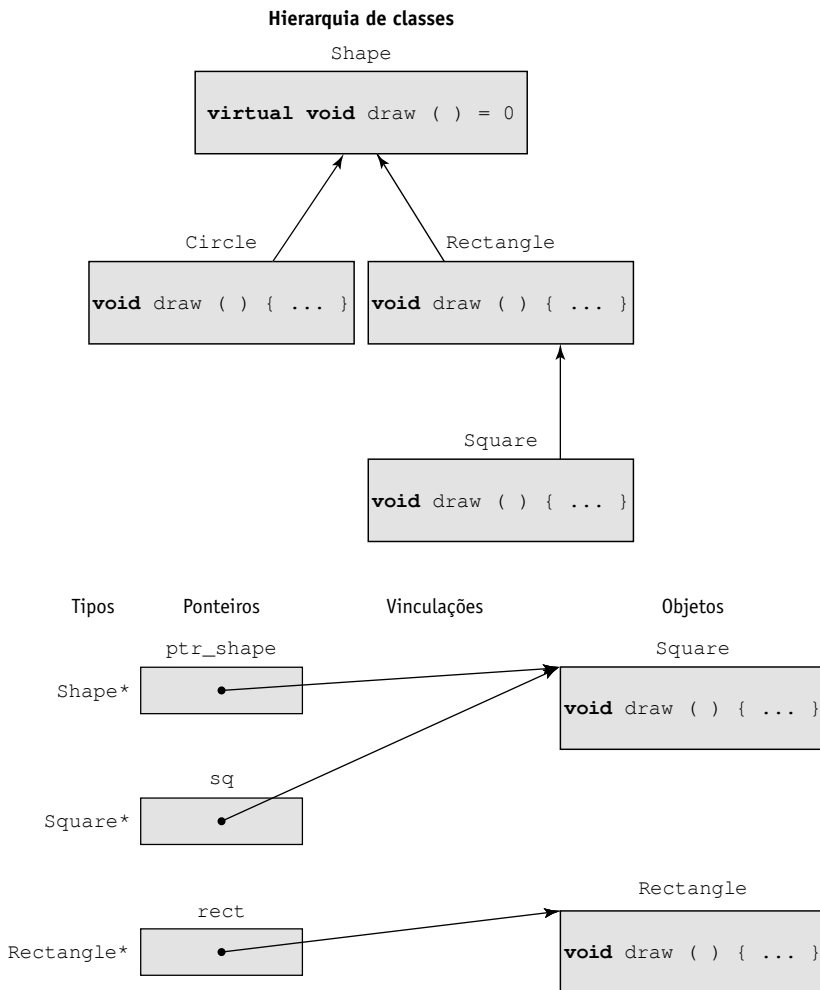 Hierarquia de classes
Shape
virtual void draw ( ) = 0
Circle Rectangle
void draw ( ) { ... } void draw ( ) { ... }
Square
void draw ( ) { ... }
Tipos Ponteiros Vinculações Objetos
ptr_shape Square
Shape* void draw ( ) { ... }
sq
Square*
rect Rectangle
Rectangle* void draw ( ) { ... }